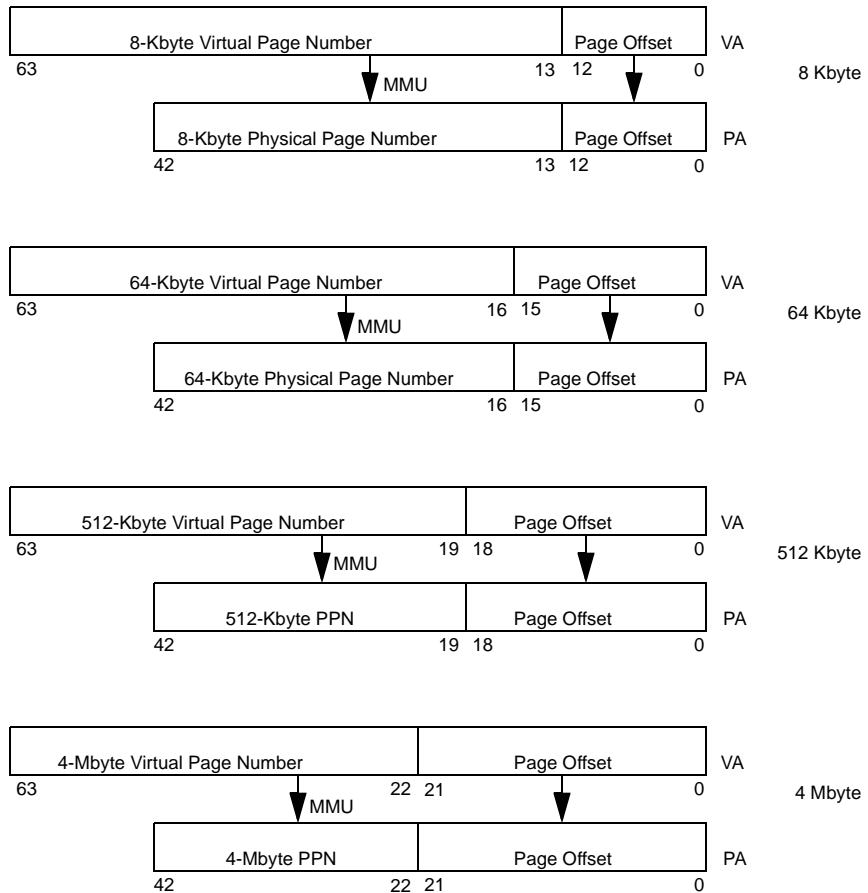 8-Kbyte Virtual Page Number Page Offset VA
63 13 12 0
8 Kbyte
MMU
8-Kbyte Physical Page Number Page Offset PA
42 13 12 0
64-Kbyte Virtual Page Number Page Offset VA
63 16 15 0
64 Kbyte
MMU
64-Kbyte Physical Page Number Page Offset PA
42 16 15 0
512-Kbyte Virtual Page Number Page Offset VA
63 19 18 0
512 Kbyte
MMU
512-Kbyte PPN Page Offset PA
42 19 18 0
4-Mbyte Virtual Page Number Page Offset VA
63 22 21 0
4 Mbyte
MMU
4-Mbyte PPN Page Offset PA
42 22 21 0